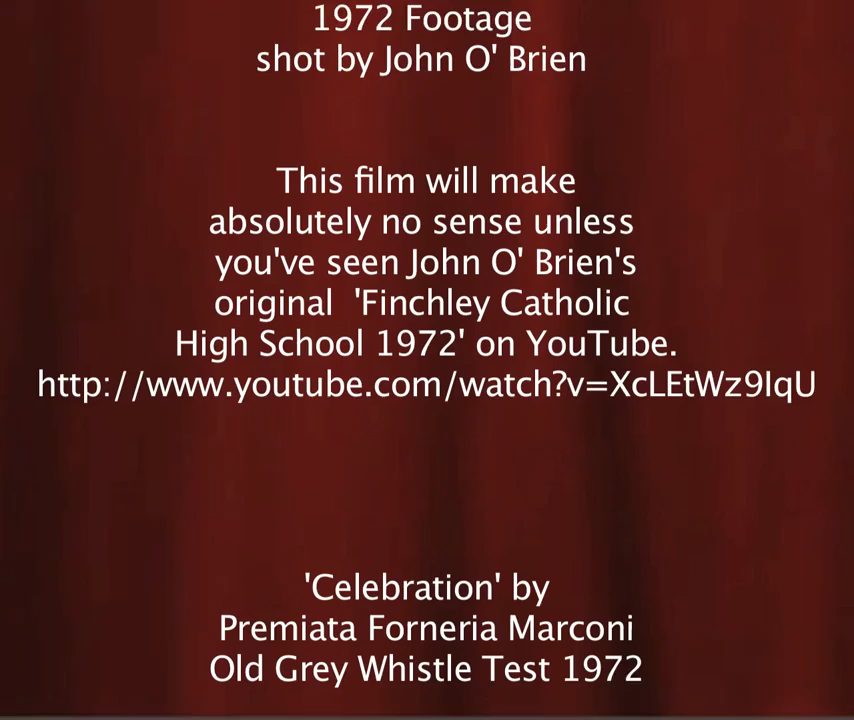 1972 Footage
shot by John O' Brien
This film will make
absolutely no sense unless
you've seen John O' Brien's
original 'Finchley Catholic
High School 1972' on YouTube.
http://www.youtube.com/watch?v=XcLEtWz9IqU
'Celebration' by
Premiata Forneria Marconi
Old Grey Whistle Test 1972